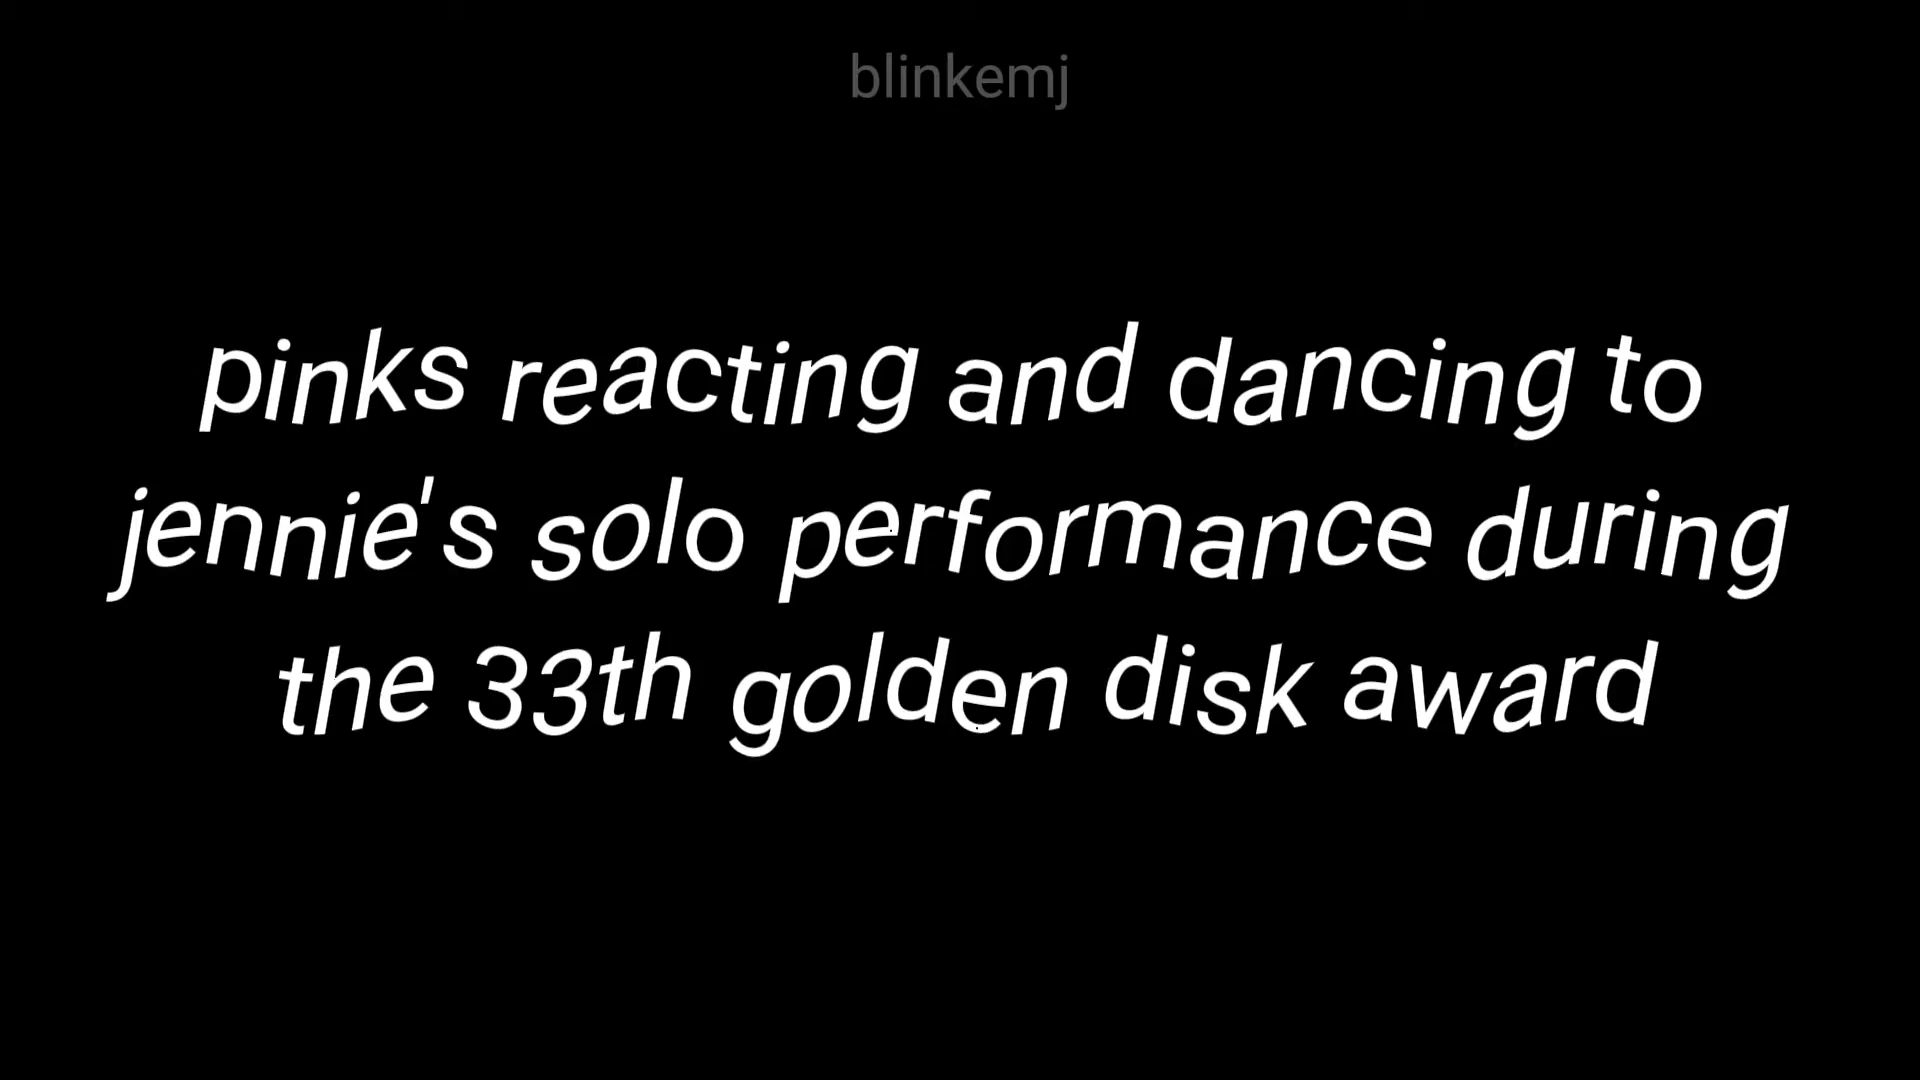 blinkemj
pinks reacting and dancing to
jennie's solo performance during
the 33th golden disk award